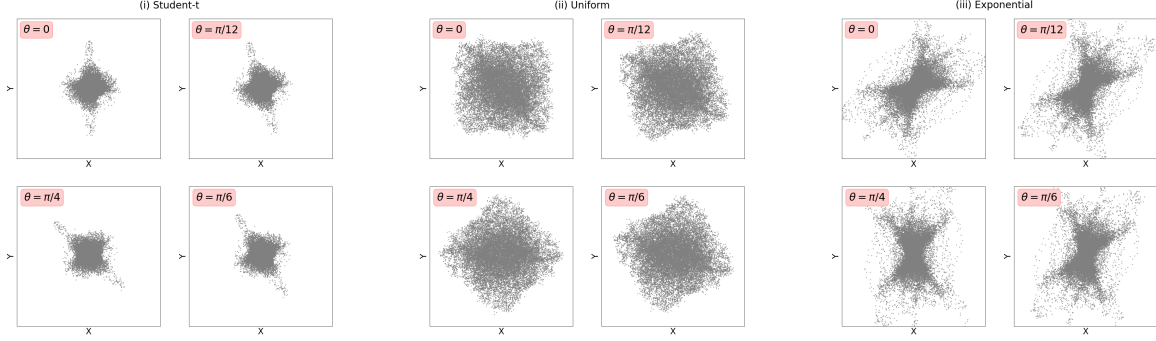 (i) Student-t
(ii) Uniform
(iii) Exponential
θ = 0
Y
X
θ = π/12
Y
X
θ = 0
Y
X
θ = π/12
Y
X
θ = 0
Y
X
θ = π/12
Y
X
θ = π/4
Y
X
θ = π/6
Y
X
θ = π/4
Y
X
θ = π/6
Y
X
θ = π/4
Y
X
θ = π/6
Y
X